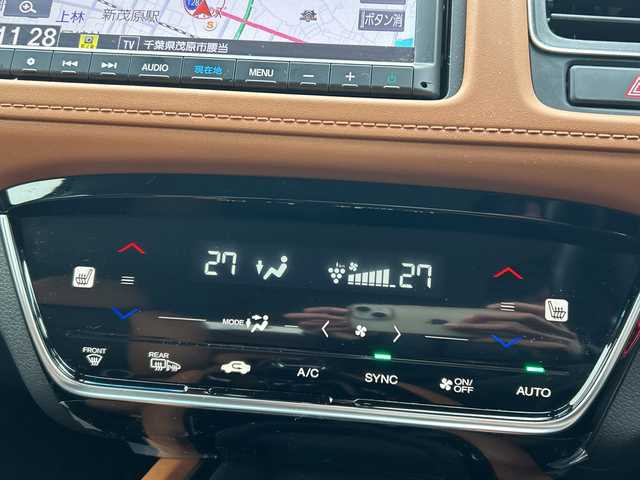 上林 新茂原駅
ボタン消
11:28 TV 千葉県茂原市腰当
AUDIO 現在地 MENU − +
27 27
MODE
FRONT REAR A/C SYNC ON/OFF AUTO